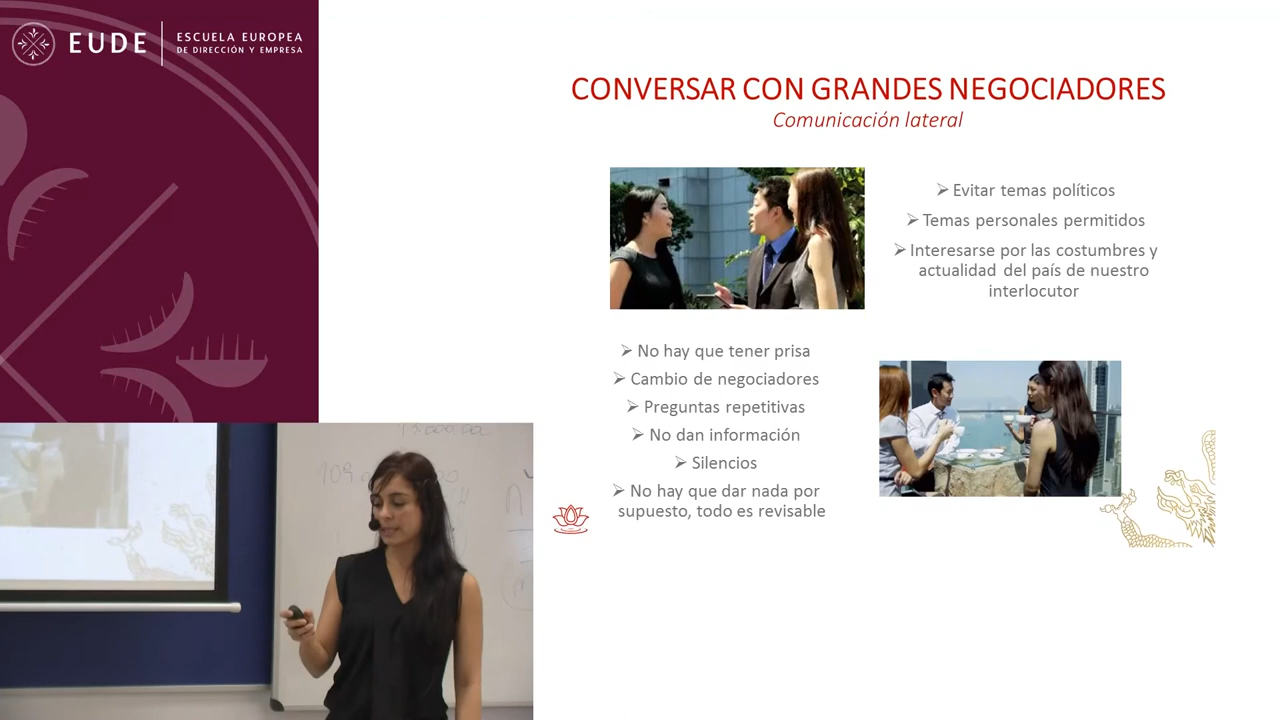 EUDE
ESCUELA EUROPEA
DE DIRECCIÓN Y EMPRESA
CONVERSAR CON GRANDES NEGOCIADORES
Comunicación lateral
➢ Evitar temas políticos
➢ Temas personales permitidos
➢ Interesarse por las costumbres y
actualidad del país de nuestro
interlocutor
➢ No hay que tener prisa
➢ Cambio de negociadores
➢ Preguntas repetitivas
➢ No dan información
➢ Silencios
➢ No hay que dar nada por
supuesto, todo es revisable